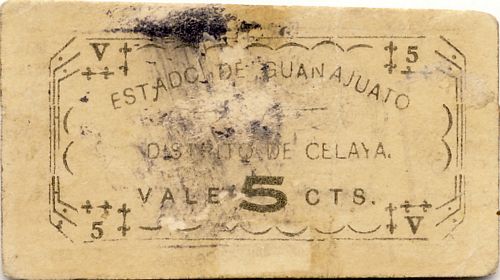 V 5
ESTADO DE GUANAJUATO
DISTRITO DE CELAYA.
VALE 5 CTS.
5 V